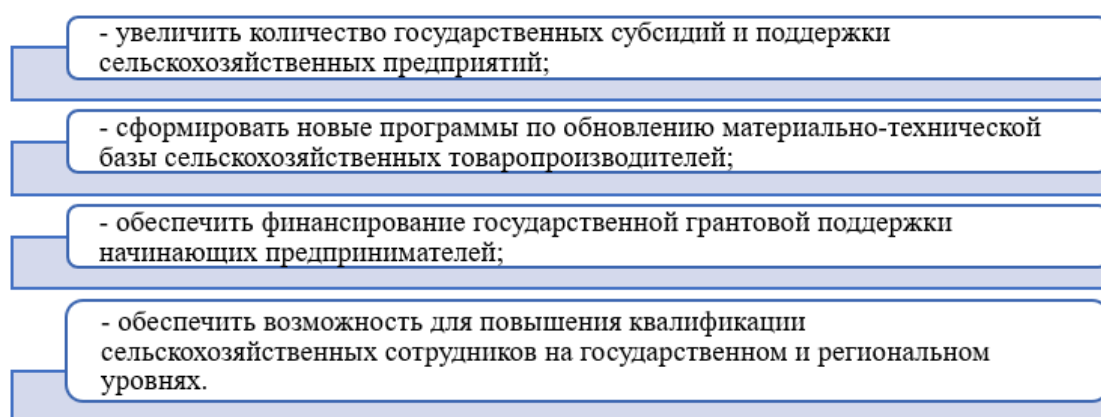 - увеличить количество государственных субсидий и поддержки
сельскохозяйственных предприятий;
- сформировать новые программы по обновлению материально-технической
базы сельскохозяйственных товаропроизводителей;
- обеспечить финансирование государственной грантовой поддержки
начинающих предпринимателей;
- обеспечить возможность для повышения квалификации
сельскохозяйственных сотрудников на государственном и региональном
уровнях.